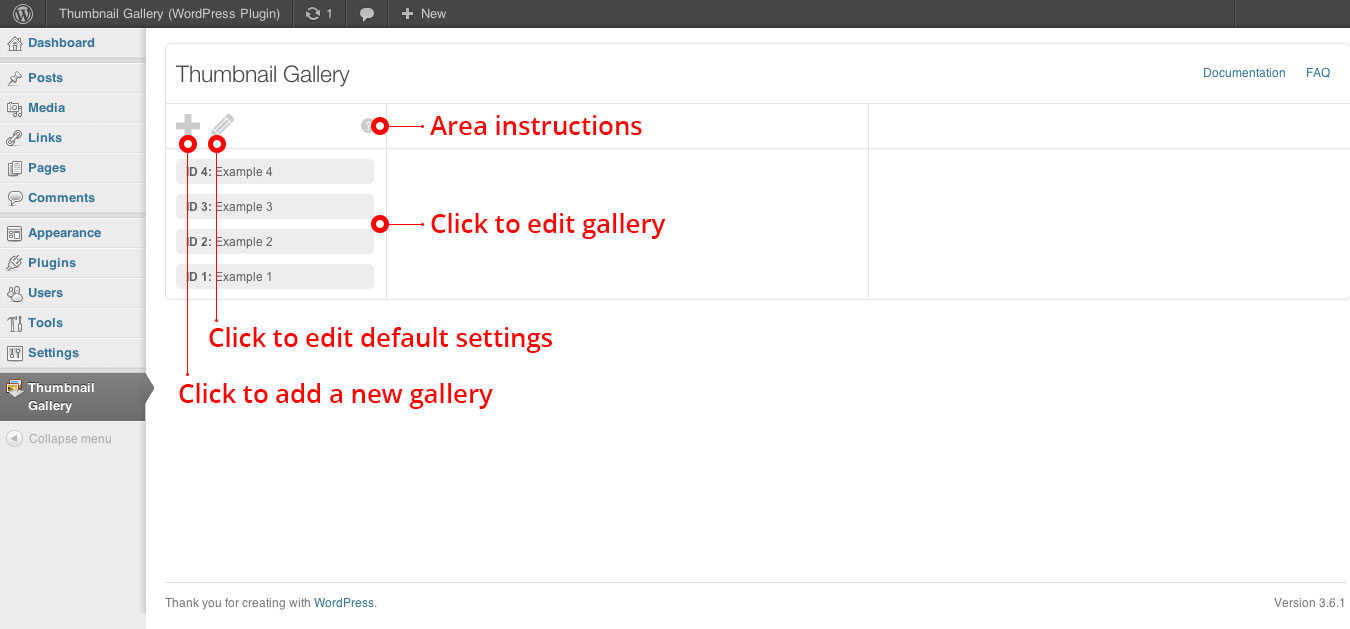 Thumbnail Gallery (WordPress Plugin) 1 New
Dashboard
Posts
Media
Links
Pages
Comments
Appearance
Plugins
Users
Tools
Settings
Thumbnail
Gallery
Collapse menu
Thumbnail Gallery
Documentation FAQ
?
Area instructions
ID 4: Example 4
ID 3: Example 3
Click to edit gallery
ID 2: Example 2
ID 1: Example 1
Click to edit default settings
Click to add a new gallery
Thank you for creating with WordPress.
Version 3.6.1